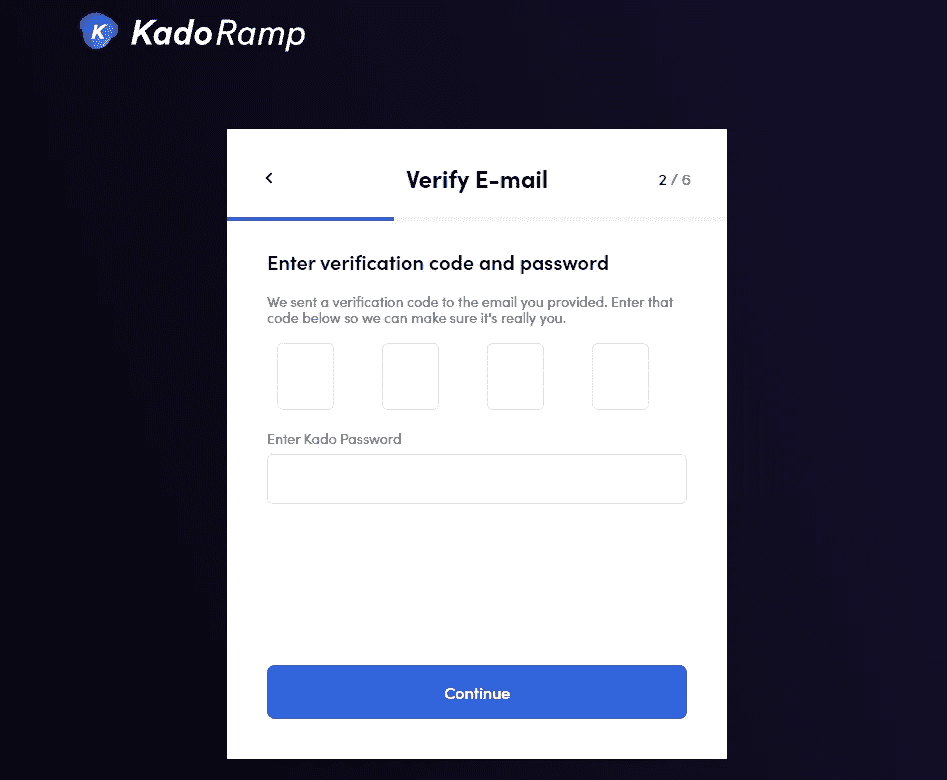 K KadoRamp
Verify E-mail
2 / 6
Enter verification code and password
We sent a verification code to the email you provided. Enter that
code below so we can make sure it's really you.
Enter Kado Password
Continue